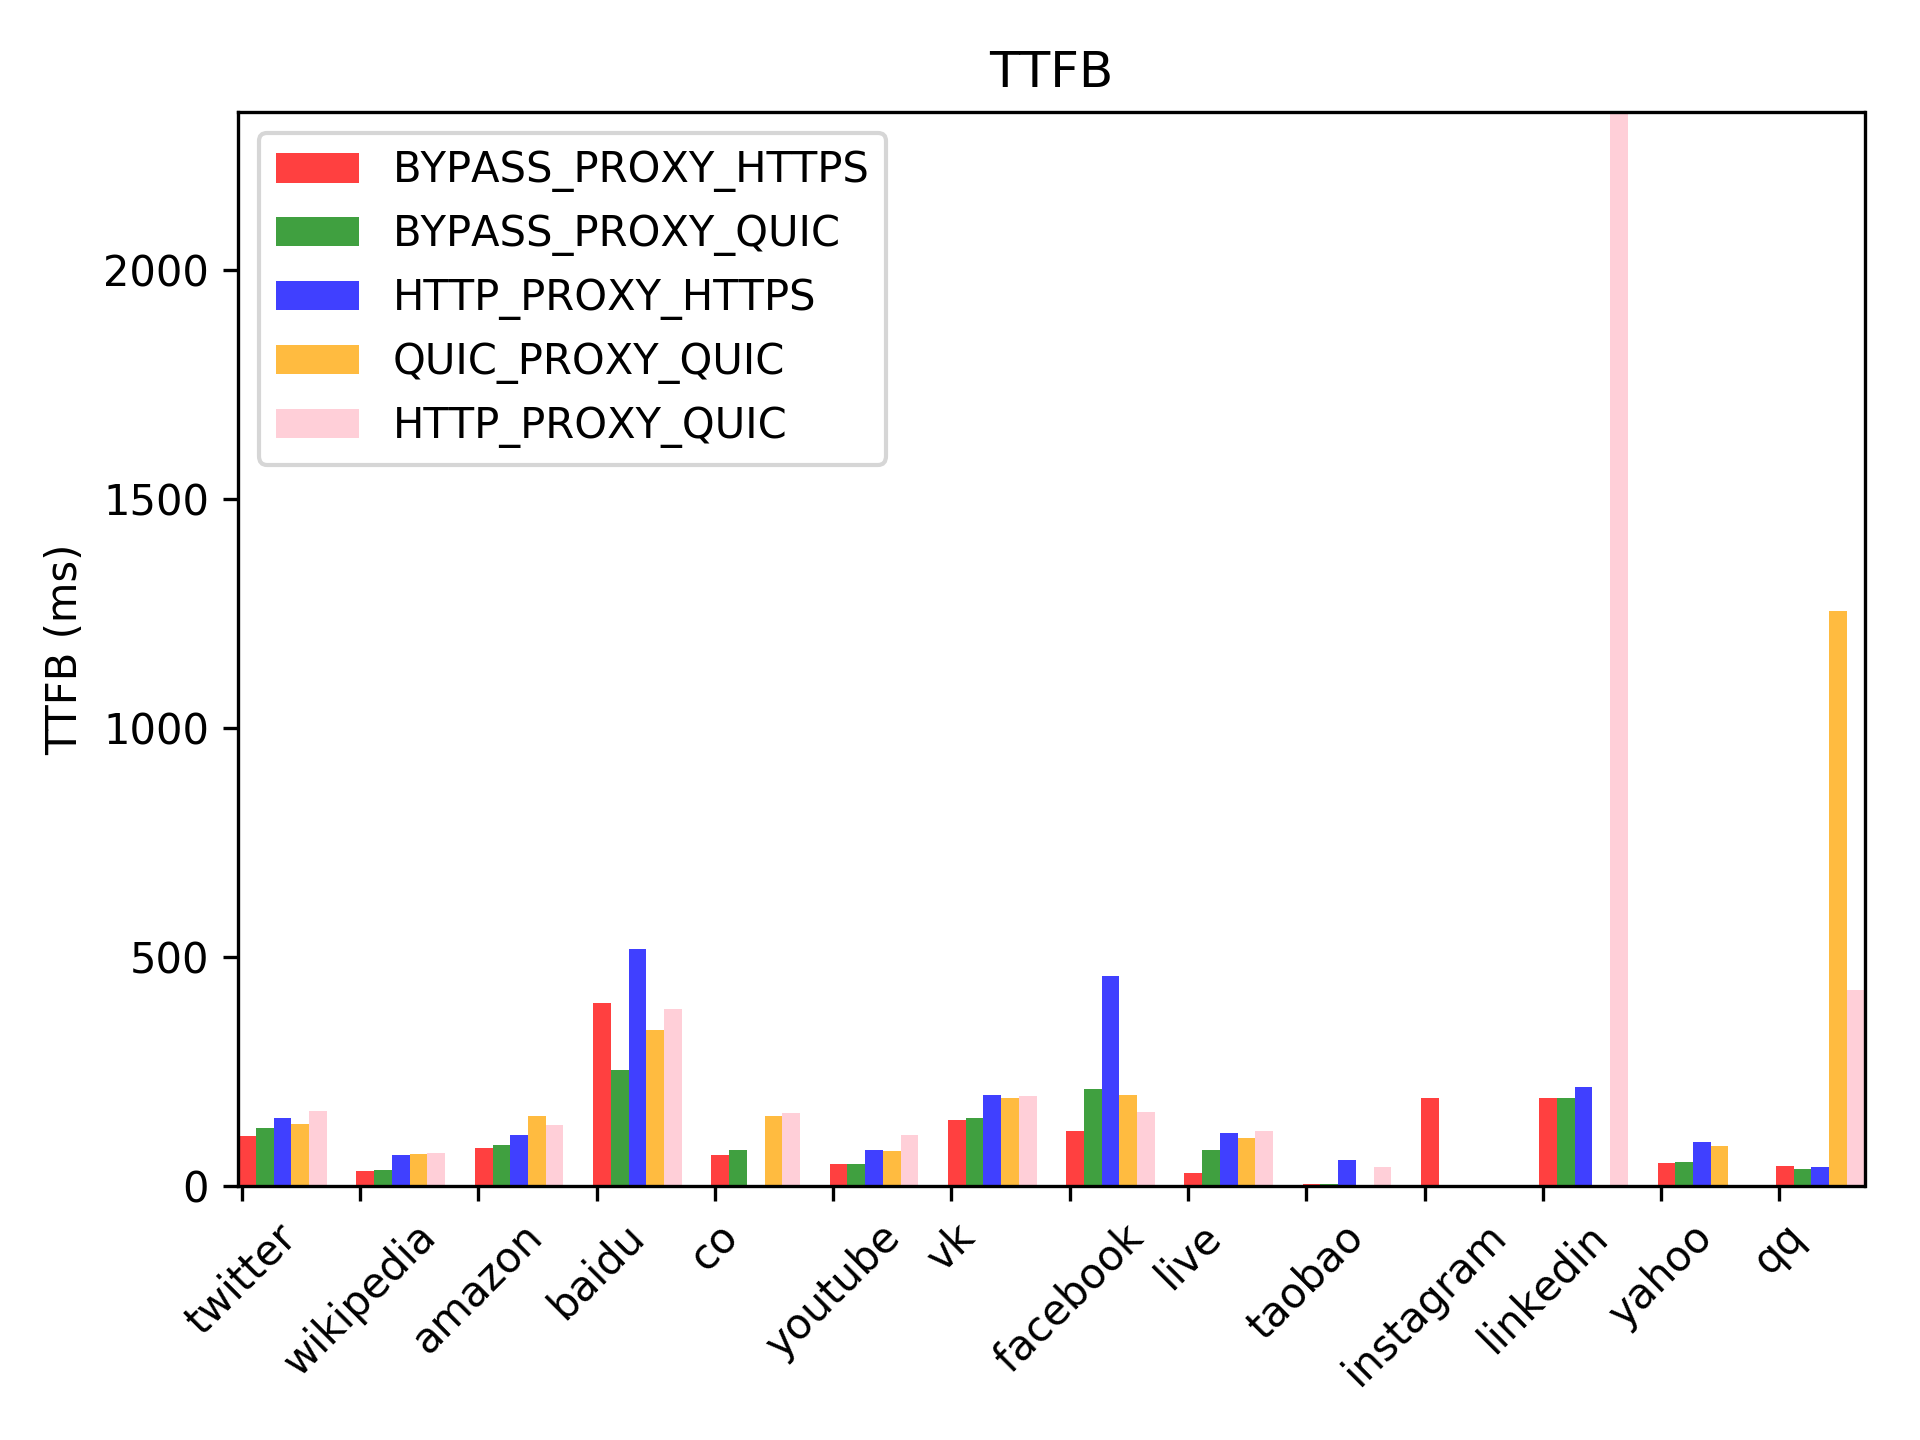 TTFB
BYPASS_PROXY_HTTPS
BYPASS_PROXY_QUIC
HTTP_PROXY_HTTPS
QUIC_PROXY_QUIC
HTTP_PROXY_QUIC
TTFB (ms)
2000
1500
1000
500
0
twitter
wikipedia
amazon
baidu
co
youtube
vk
facebook
live
taobao
instagram
linkedin
yahoo
qq